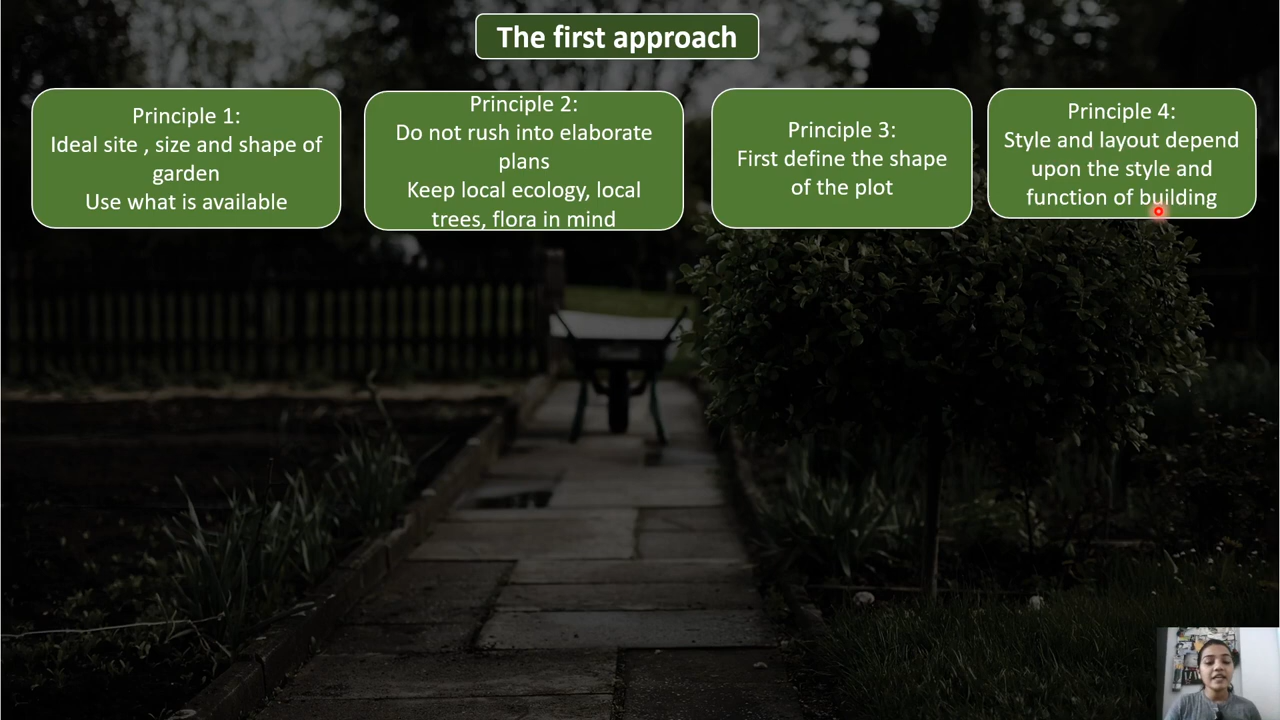 The first approach
Principle 1:
Ideal site , size and shape of
garden
Use what is available
Principle 2:
Do not rush into elaborate
plans
Keep local ecology, local
trees, flora in mind
Principle 3:
First define the shape
of the plot
Principle 4:
Style and layout depend
upon the style and
function of building